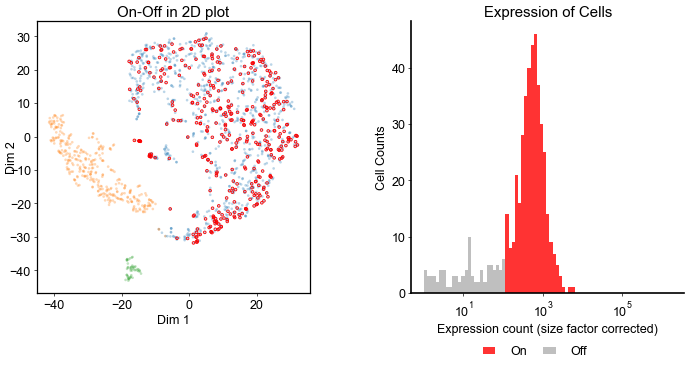 On-Off in 2D plot
30
20
10
0
−10
−20
−30
−40
Dim 2
−40
−20
0
20
Dim 1
Expression of Cells
40
30
20
10
0
Cell Counts
10^1
10^3
10^5
Expression count (size factor corrected)
On
Off